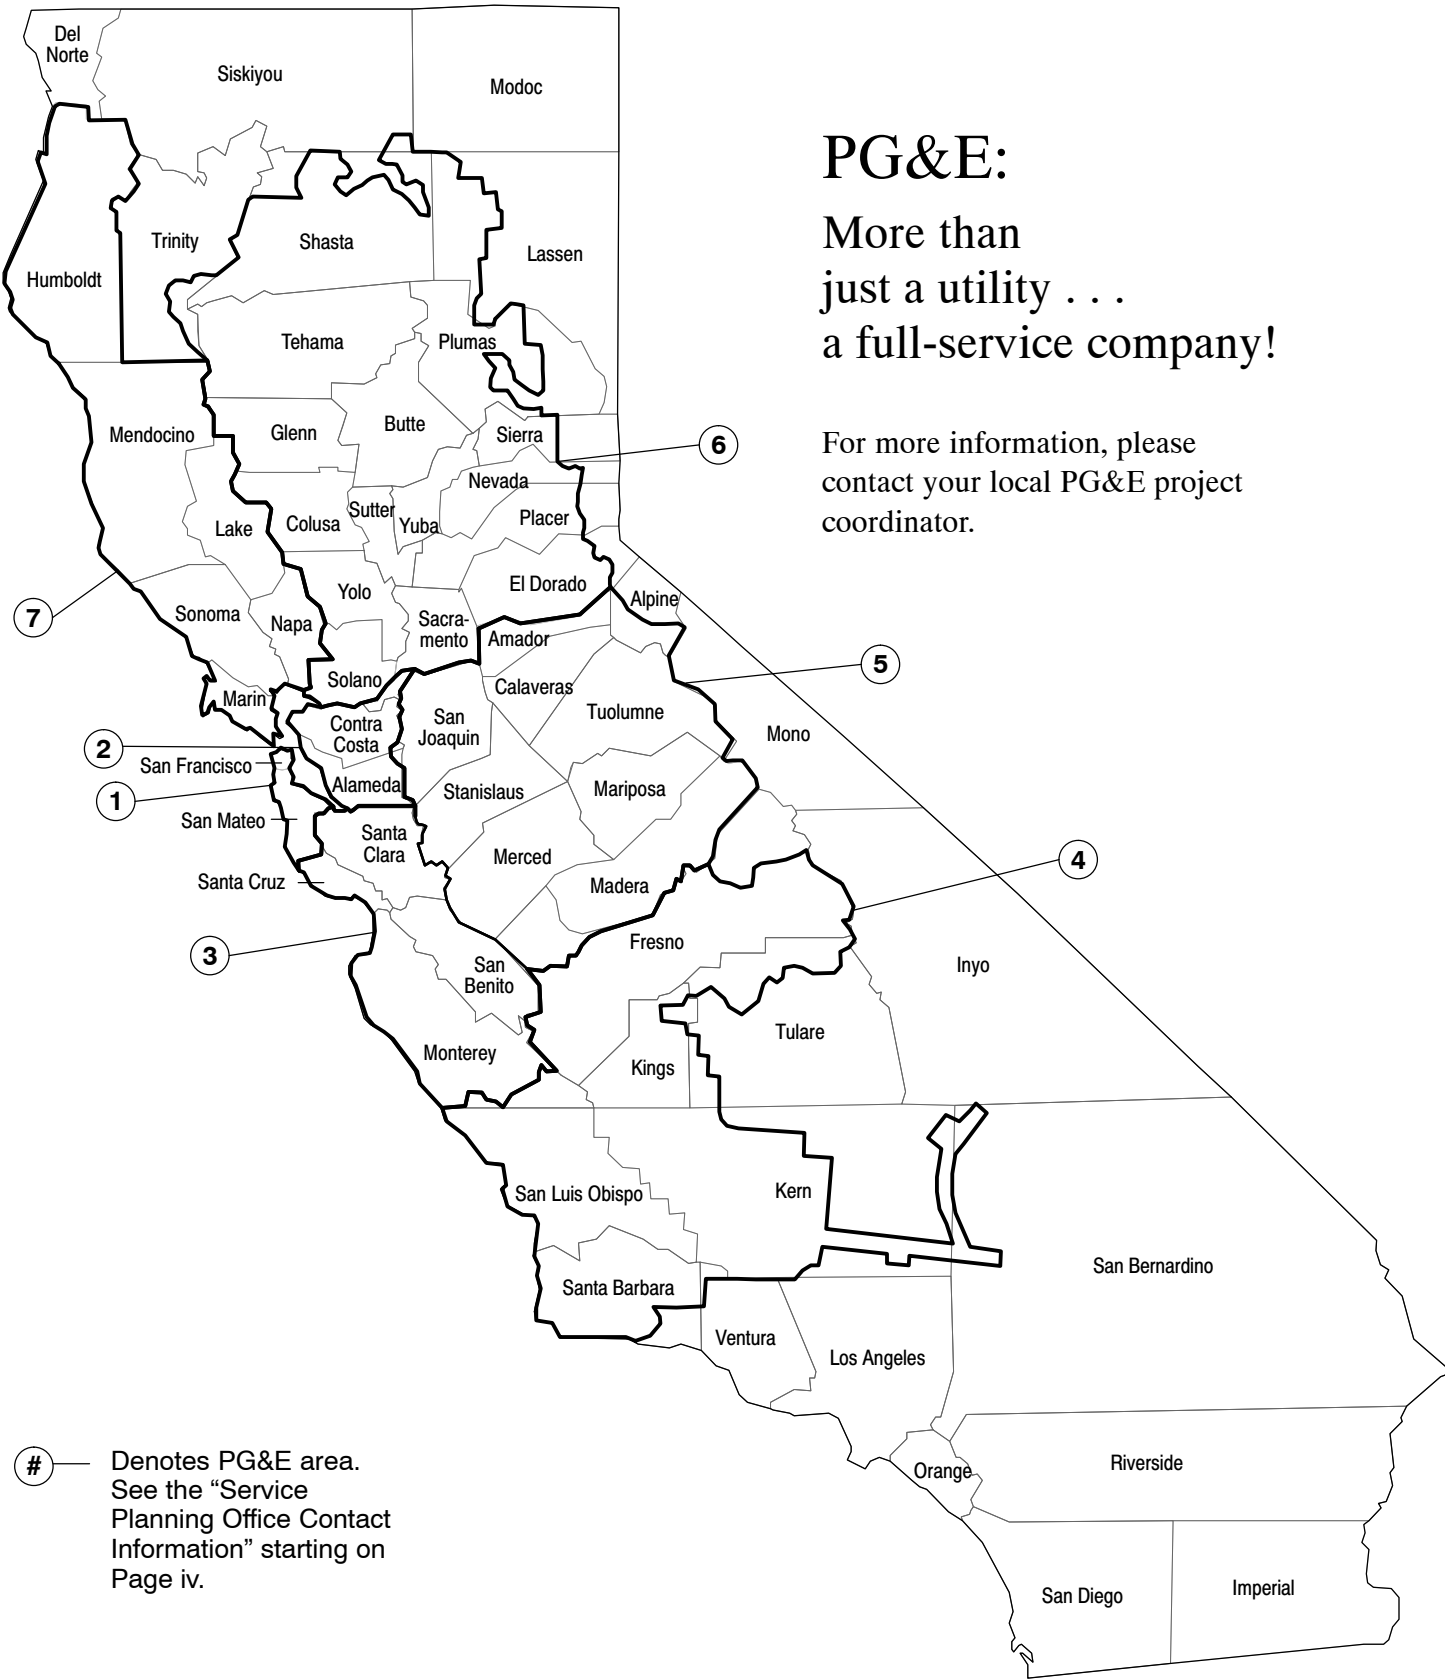 Del
Norte
Siskiyou
Modoc
PG&E:
More than
just a utility . . .
a full-service company!
For more information, please
contact your local PG&E project
coordinator.
Trinity
Shasta
Lassen
Humboldt
Tehama
Plumas
Mendocino
Glenn
Butte
Sierra
6
Nevada
Lake
Colusa
Sutter
Yuba
Placer
7
Sonoma
Napa
Yolo
Sacra-
mento
El Dorado
Alpine
Amador
5
Marin
Solano
Calaveras
Contra
Costa
San
Joaquin
Tuolumne
Mono
2
San Francisco
Alameda
Stanislaus
Mariposa
1
San Mateo
Santa
Clara
Merced
4
Santa Cruz
Madera
3
Fresno
San
Benito
Inyo
Monterey
Kings
Tulare
San Luis Obispo
Kern
Santa Barbara
San Bernardino
Ventura
Los Angeles
Orange
Riverside
San Diego
Imperial
#
Denotes PG&E area.
See the “Service
Planning Office Contact
Information” starting on
Page iv.